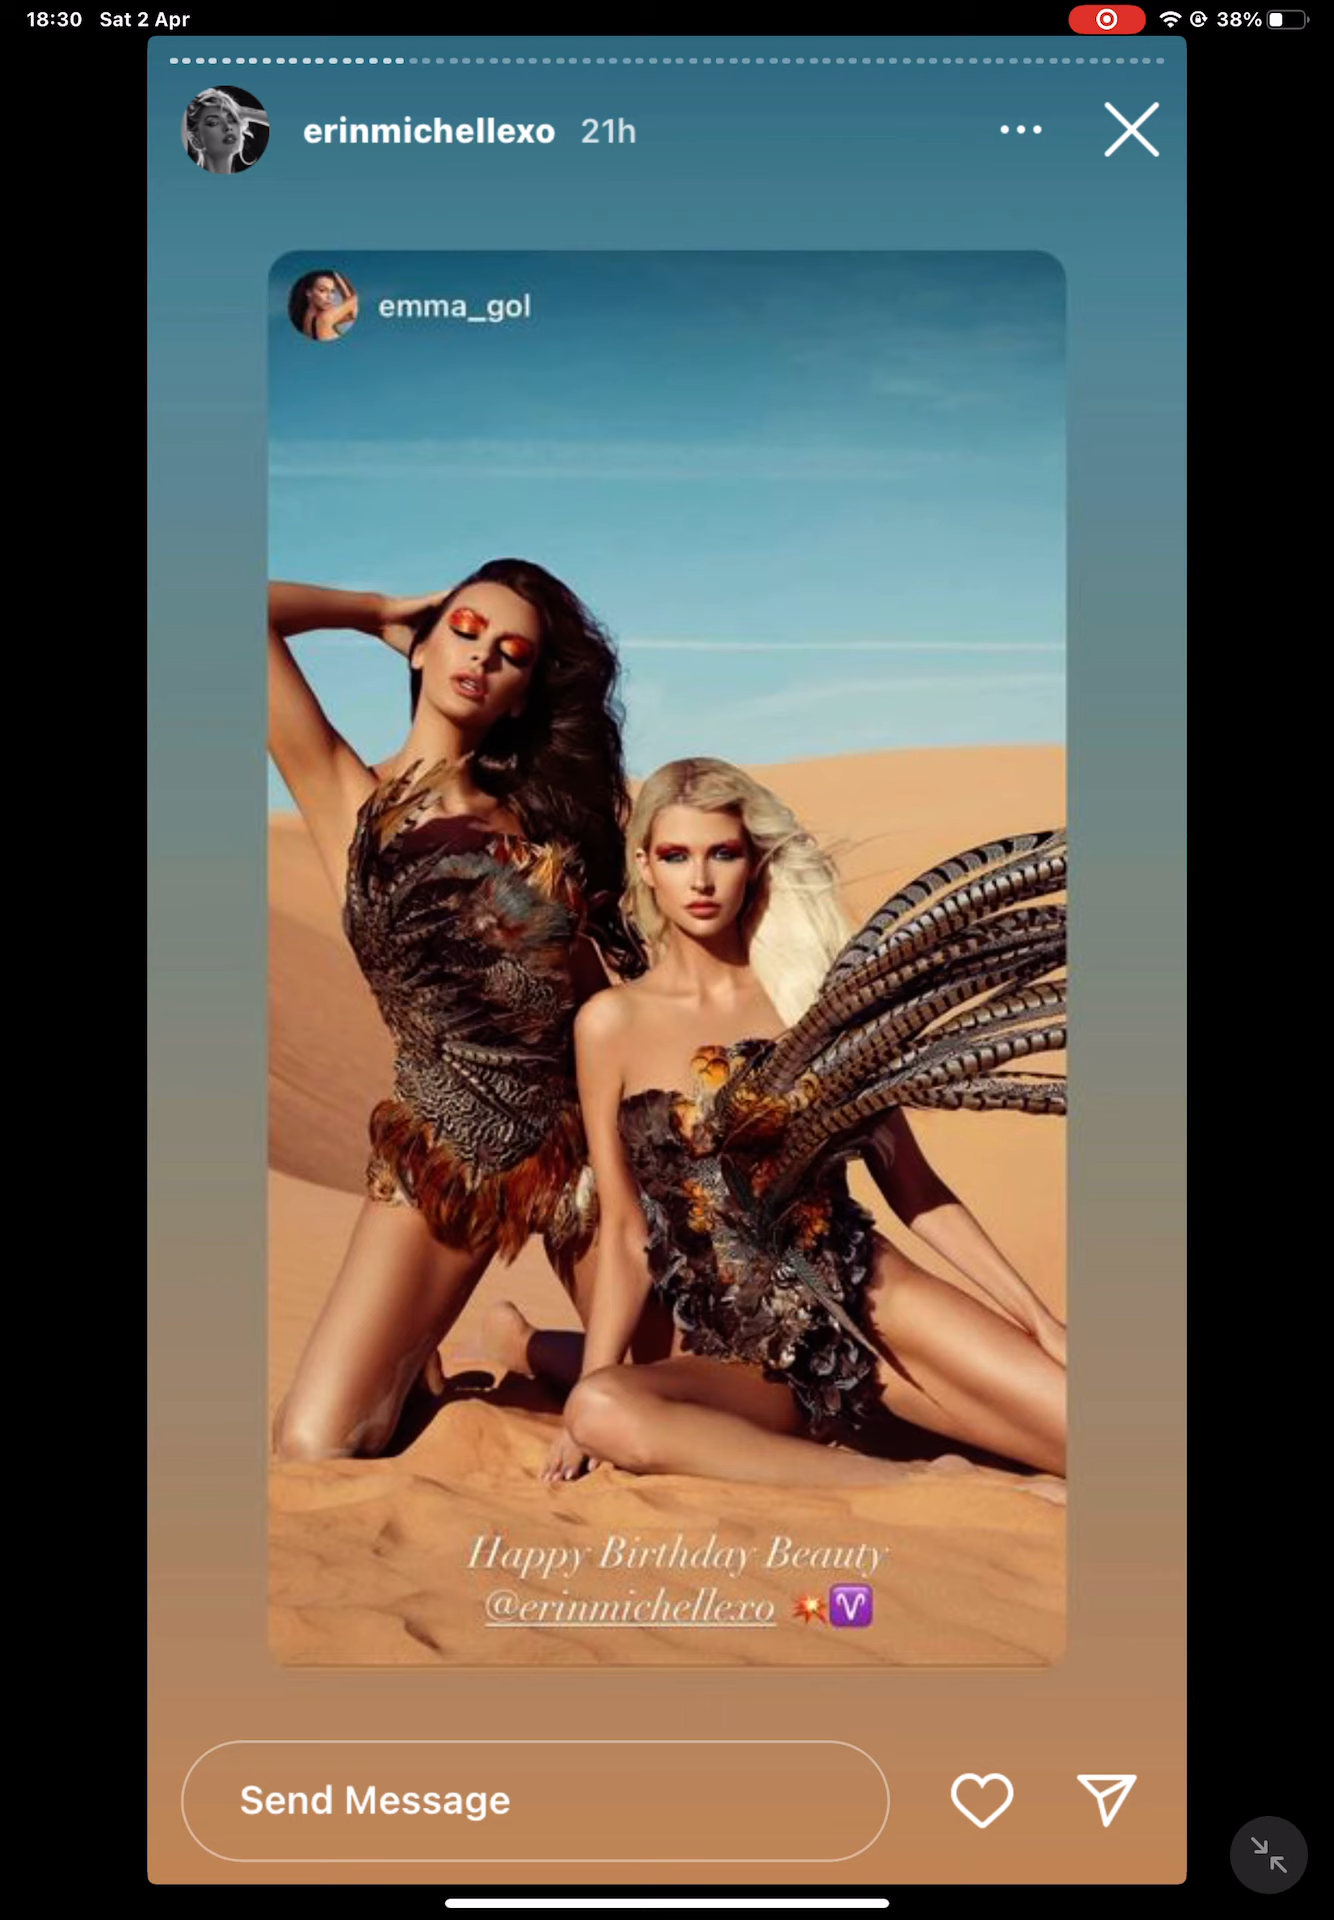 18:30 Sat 2 Apr 38%
erinmichellexo 21h
emma_gol
Happy Birthday Beauty
@erinmichellexo 💥♈
Send Message